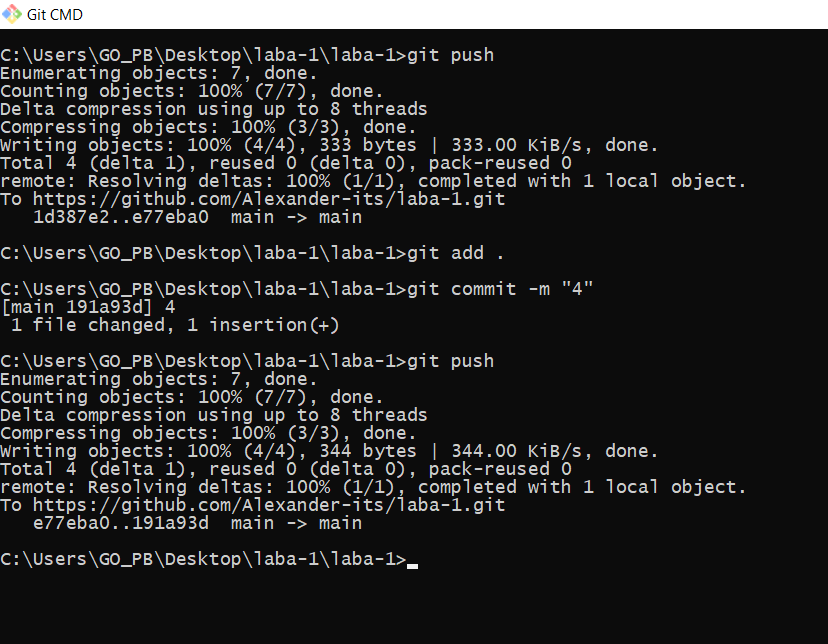 Git CMD
C:\Users\GO_PB\Desktop\laba-1\laba-1>git push
Enumerating objects: 7, done.
Counting objects: 100% (7/7), done.
Delta compression using up to 8 threads
Compressing objects: 100% (3/3), done.
Writing objects: 100% (4/4), 333 bytes | 333.00 KiB/s, done.
Total 4 (delta 1), reused 0 (delta 0), pack-reused 0
remote: Resolving deltas: 100% (1/1), completed with 1 local object.
To https://github.com/Alexander-its/laba-1.git
   1d387e2..e77eba0  main -> main
C:\Users\GO_PB\Desktop\laba-1\laba-1>git add .
C:\Users\GO_PB\Desktop\laba-1\laba-1>git commit -m "4"
[main 191a93d] 4
 1 file changed, 1 insertion(+)
C:\Users\GO_PB\Desktop\laba-1\laba-1>git push
Enumerating objects: 7, done.
Counting objects: 100% (7/7), done.
Delta compression using up to 8 threads
Compressing objects: 100% (3/3), done.
Writing objects: 100% (4/4), 344 bytes | 344.00 KiB/s, done.
Total 4 (delta 1), reused 0 (delta 0), pack-reused 0
remote: Resolving deltas: 100% (1/1), completed with 1 local object.
To https://github.com/Alexander-its/laba-1.git
   e77eba0..191a93d  main -> main
C:\Users\GO_PB\Desktop\laba-1\laba-1>